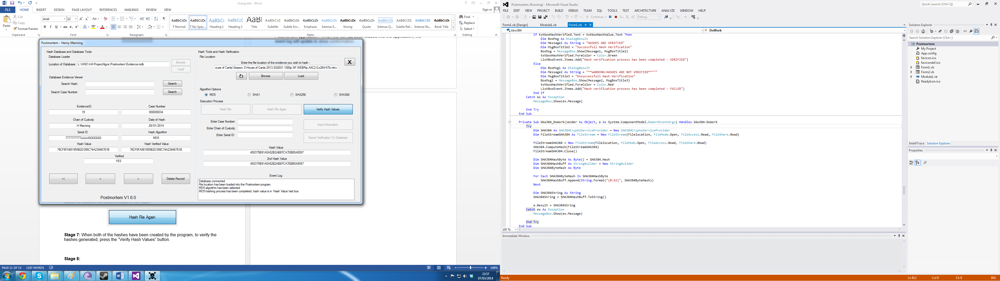 Userguide - Word
Sign in
FILE HOME INSERT DESIGN PAGE LAYOUT REFERENCES MAILINGS REVIEW VIEW
Paste
Cut
Copy
Format Painter
Clipboard
Arial 12
Font
Paragraph
AaBbCcDc AaBbCcDc AaBbCc AaBbCcD AaBl AaBbCcD AaBbCcDc AaBbCcDc AaBbCcDc AaBbCcDc AaBbCcDc AaBbCcDc AABBCCDC AABBCCDC AaBbCcDc
¶ Normal ¶ No Spac... Heading 1 Heading 2 Title Subtitle Subtle Em... Emphasis Intense E... Strong Quote Intense Q... Subtle Ref... Intense Re... Book Title
Styles
Find
Replace
Select
Editing
Postmortem - Henry Manning
Hash Database and Database Tools
Database Loader
Location of Database: L:\HND\U4\ProjectAlgos\Postmortem\Evidence.mdb
Browse
Load
Database Evidence Viewer
Search Hash:
Search
Search Case Number:
Search
EvidenceID Case Number
19 000000034
Chain of Custody Date of Hash
H Manning 29/01/2014
Serial ID Hash Algorithm
MD5
Hash Value Hash Verified Value
76CF8FA981955B2D395C74A23846761B 76CF8FA981955B2D395C74A23846761B
Verified
YES
<< < > Delete Record
Postmortem V1.6.0
Hash Tools and Hash Verification
File Location
X
Enter the file location of the evidence you wish to hash -
ouse of Cards\Season 2\House.of.Cards.2013.S02E01.1080p.NF.WEBRip.AAC2.0.x264-NTb.mkv
Browse Load
Algorithm Options
MD5 SHA1 SHA256 SHA384
Execution Process
Hash File Hash File Again Verify Hash Values
Enter Case Number:
Enter Chain of Custody:
Enter Serial ID:
Input Information
Export Verification To Database
Hash Value
450375B91A5A52B2ABEFCA7EBB5A8597
2nd Hash Value
450375B91A5A52B2ABEFCA7EBB5A8597
Event Log
Database connected
File location has been loaded into the Postmortem program
MD5 algorithm has been selected
MD5 hashing process has been completed, hash value is in 'Hash Value' text box
Hash File Again
Stage 7: When both of the hashes have been created by the program, to verify the
hashes generated, press the "Verify Hash Values" button.
Stage 8:
PAGE 11 OF 13 1107 WORDS
100%
23:57
07/03/2014
Postmortem (Running) - Microsoft Visual Studio
Quick Launch (Ctrl+Q)
FILE EDIT VIEW PROJECT BUILD DEBUG TEAM SQL TOOLS TEST ARCHITECTURE ANALYZE WINDOW HELP
Continue Debug
Form1.vb [Design] Module1.vb Form1.vb
bkw384 DoWork
If txtboxHashVerified.Text = txtboxHashValue.Text Then
Dim BoxMsg As DialogResult
Dim Message1 As String = "HASHES ARE VERIFIED"
Dim MsgBoxTitle2 = "Successfull Hash Verification"
BoxMsg = MessageBox.Show(Message1, MsgBoxTitle2)
txtboxHashVerified.ForeColor = Color.Green
ListBoxEvent.Items.Add("Hash verification process has been completed - VERIFIED")
Else
Dim BoxMsg1 As DialogResult
Dim Message2 As String = "**WARNING:HASHES ARE NOT VERIFIED**"""
Dim MsgBoxTitle3 = "Unsuccessfull Hash Verification"
BoxMsg1 = MessageBox.Show(Message2, MsgBoxTitle3)
txtboxHashVerified.ForeColor = Color.Red
ListBoxEvent.Items.Add("Hash verification process has been completed - FAILED")
End If
Catch ex As Exception
MessageBox.Show(ex.Message)
End Try
End Sub
Private Sub bkw384_DoWork(sender As Object, e As System.ComponentModel.DoWorkEventArgs) Handles bkw384.DoWork
Try
Dim SHA384 As SHA384CryptoServiceProvider = New SHA384CryptoServiceProvider
Dim FileStreamSHA384 As FileStream = New FileStream(Filelocation, FileMode.Open, FileAccess.Read, FileShare.Read)
FileStreamSHA384 = New FileStream(Filelocation, FileMode.Open, FileAccess.Read, FileShare.Read)
SHA384.ComputeHash(FileStreamSHA384)
FileStreamSHA384.Close()
Dim SHA384HashByte As Byte() = SHA384.Hash
Dim SHA384HashBuff As StringBuilder = New StringBuilder
Dim SHA384ByteHash As Byte
For Each SHA384ByteHash In SHA384HashByte
SHA384HashBuff.Append(String.Format("{0:X2}", SHA384ByteHash))
Next
Dim SHA384String As String
SHA384String = SHA384HashBuff.ToString()
e.Result = SHA384String
Catch ex As Exception
MessageBox.Show(ex.Message)
End Try
End Sub
100 %
Immediate Window
Solution Explorer
Search Solution Explorer (Ctrl+;)
Postmortem
My Project
App.config
favicon.ico
favicondsf.ico
Form1.vb
Form2.vb
Module1.vb
ReadyIcon.ico
IntelliTrace Solution Explorer
Properties
Ready Ln 812 Col 9 Ch 9 INS